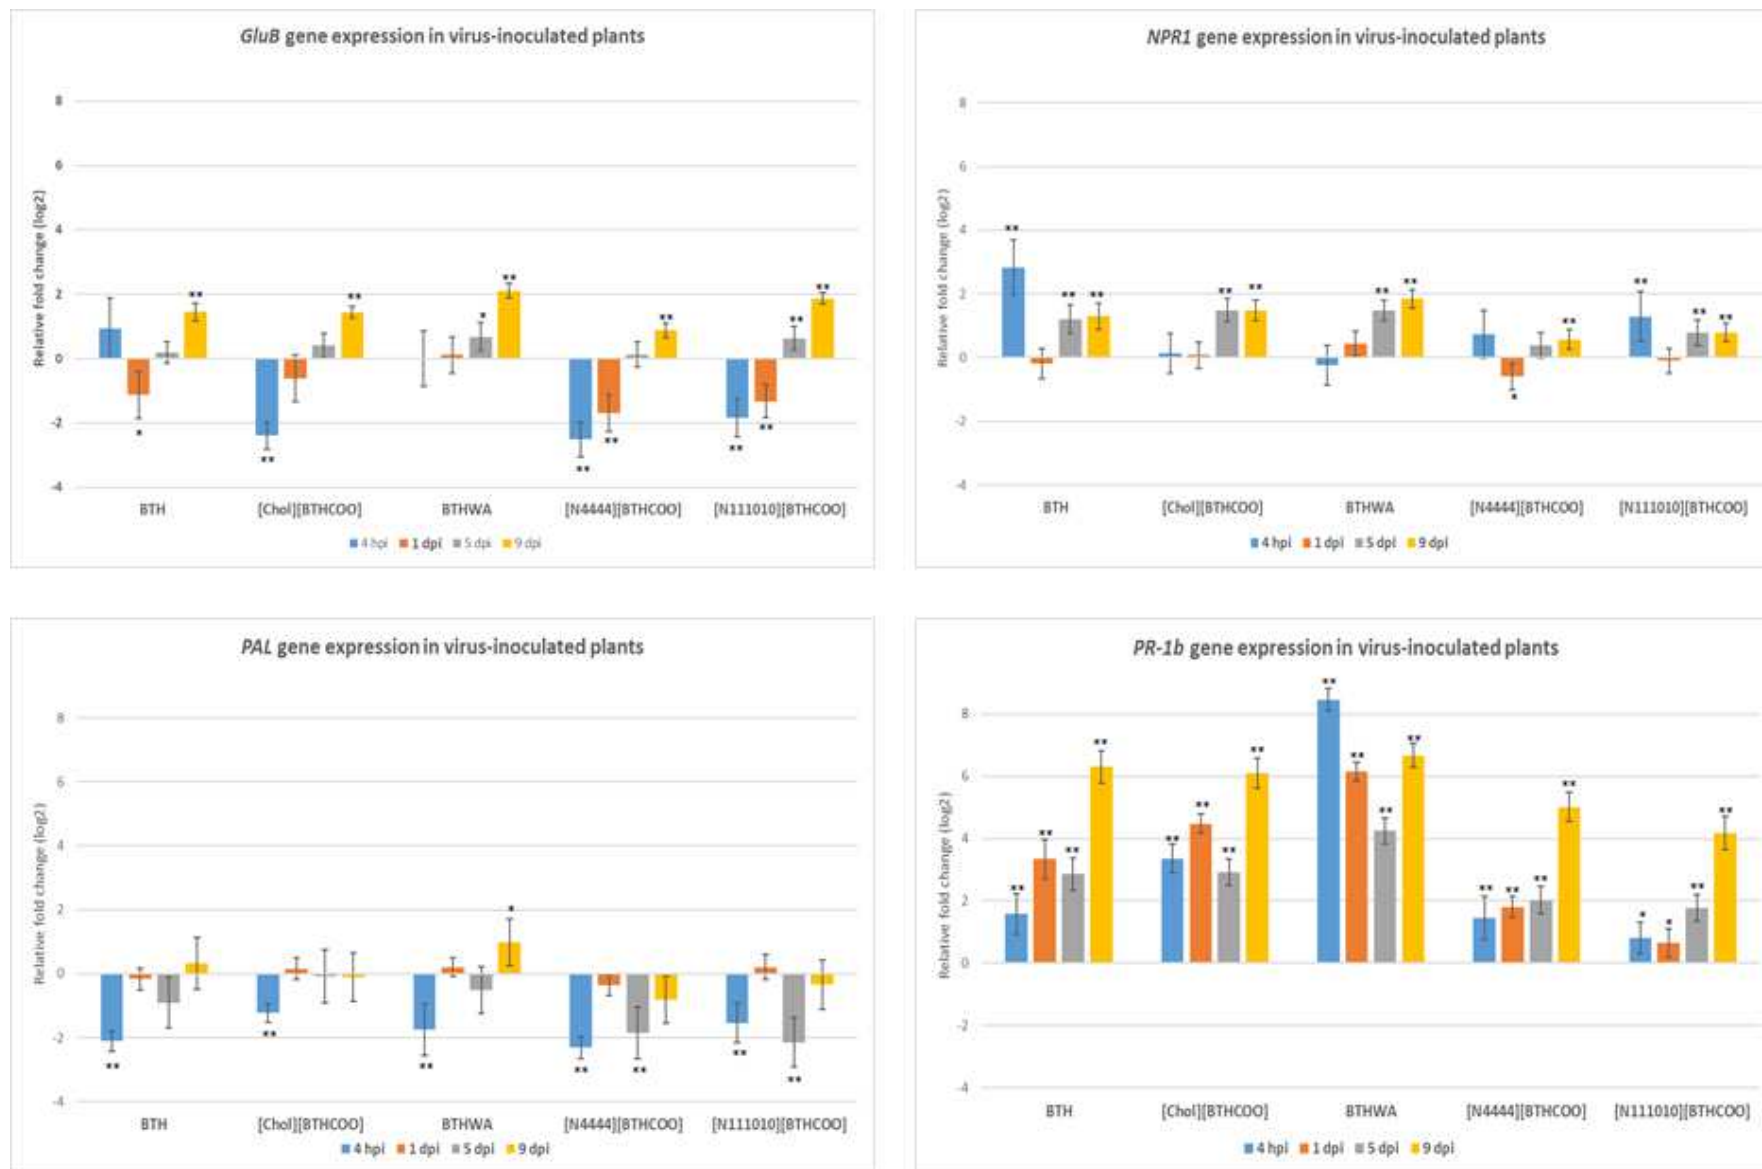 GluB gene expression in virus-inoculated plants
Relative fold change (log2)
8
6
4
2
0
-2
-4
**
**
**
**
**
*
*
**
**
**
**
**
**
**
BTH [Chol][BTHCOO] BTHWA [N4444][BTHCOO] [N111010][BTHCOO]
4 hpi 1 dpi 5 dpi 9 dpi
NPR1 gene expression in virus-inoculated plants
Relative fold change (log2)
8
6
4
2
0
-2
-4
**
** **
** **
** **
**
*
**
** **
BTH [Chol][BTHCOO] BTHWA [N4444][BTHCOO] [N111010][BTHCOO]
4 hpi 1 dpi 5 dpi 9 dpi
PAL gene expression in virus-inoculated plants
Relative fold change (log2)
8
6
4
2
0
-2
-4
*
**
**
**
**
**
**
**
BTH [Chol][BTHCOO] BTHWA [N4444][BTHCOO] [N111010][BTHCOO]
4 hpi 1 dpi 5 dpi 9 dpi
PR-1b gene expression in virus-inoculated plants
Relative fold change (log2)
8
6
4
2
0
-2
-4
** ** ** **
** ** ** **
** ** ** **
** ** ** **
* * ** **
BTH [Chol][BTHCOO] BTHWA [N4444][BTHCOO] [N111010][BTHCOO]
4 hpi 1 dpi 5 dpi 9 dpi